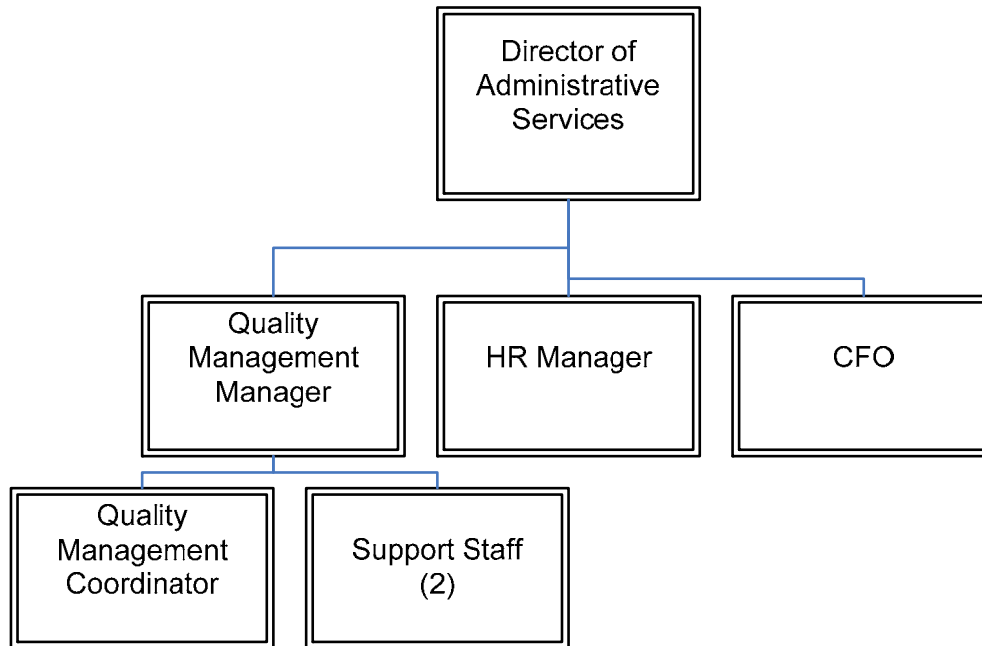 Director of
Administrative
Services
Quality
Management
Manager
HR Manager
CFO
Quality
Management
Coordinator
Support Staff
(2)